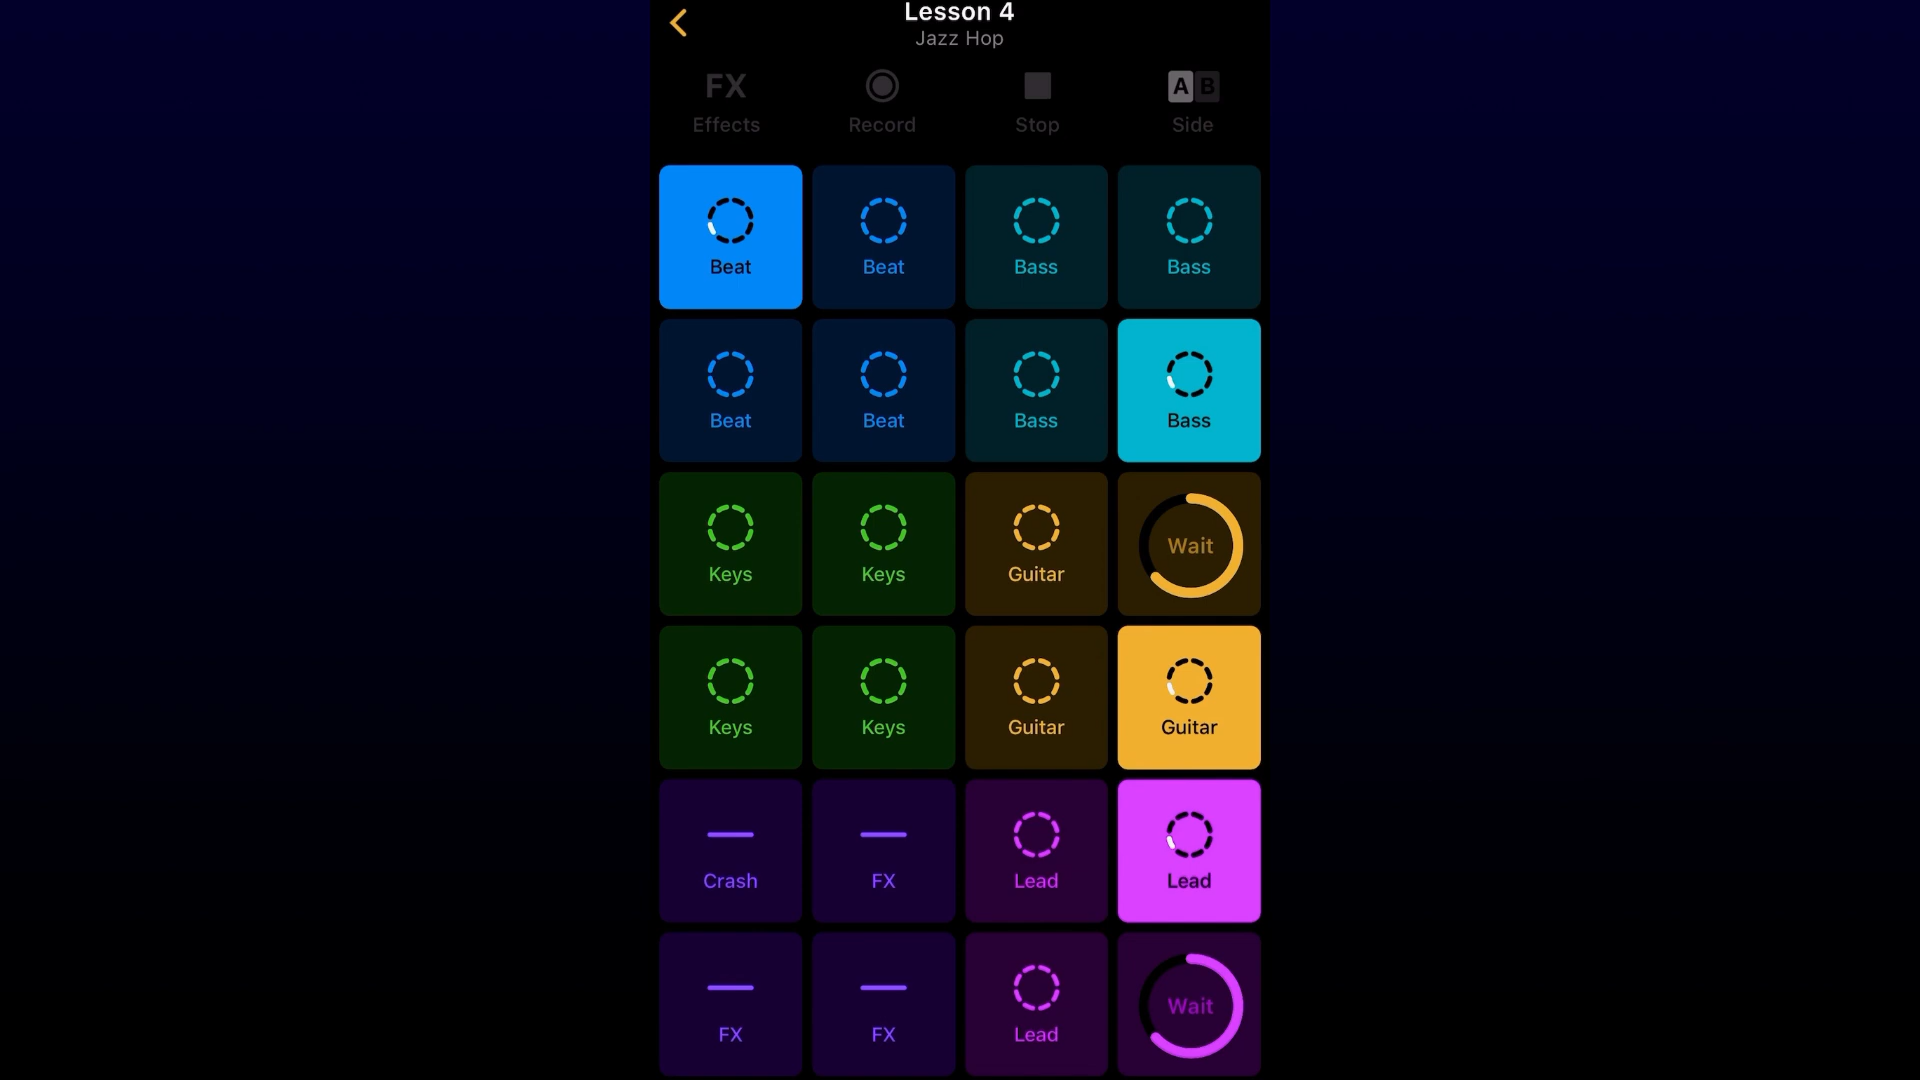 Lesson 4
Jazz Hop
FX
A B
Effects Record Stop Side
Beat Beat Bass Bass
Beat Beat Bass Bass
Keys Keys Guitar Wait
Keys Keys Guitar Guitar
Crash FX Lead Lead
FX FX Lead Wait